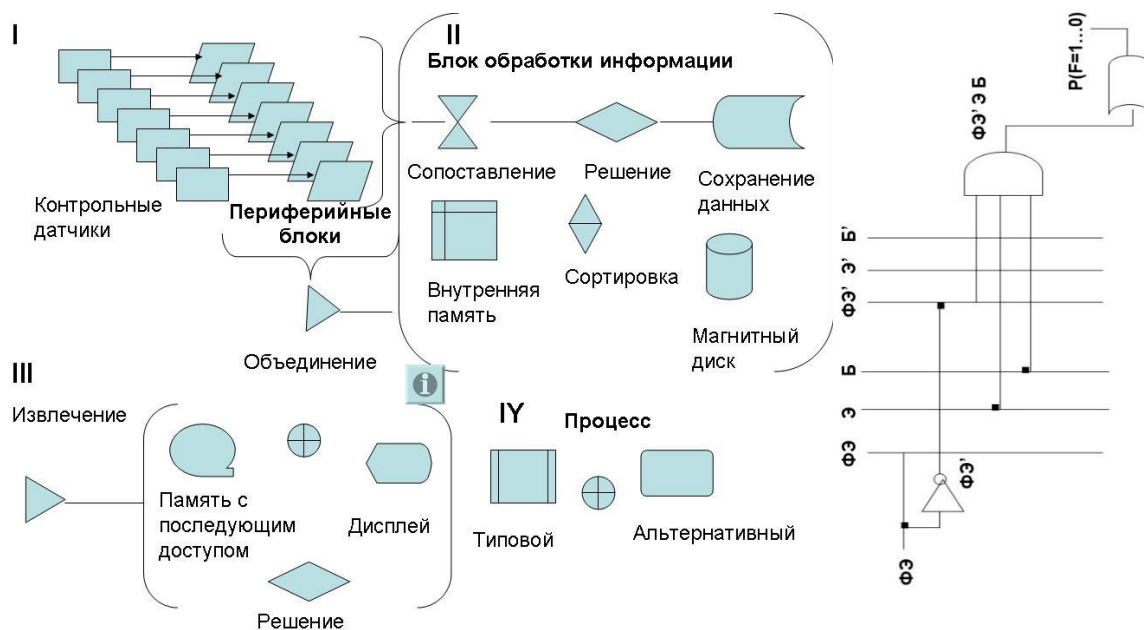 I
II
Блок обработки информации
Сопоставление
Решение
Сохранение
данных
Контрольные
датчики
Периферийные
блоки
Внутренняя
память
Сортировка
Магнитный
диск
Объединение
III
Извлечение
Память с
последующим
доступом
Дисплей
Решение
IY
Процесс
Типовой
Альтернативный
P(F=1...0)
ФЭ’ Э Б
Б’
Э’
ФЭ’
Б
Э
ФЭ
ФЭ’
ФЭ